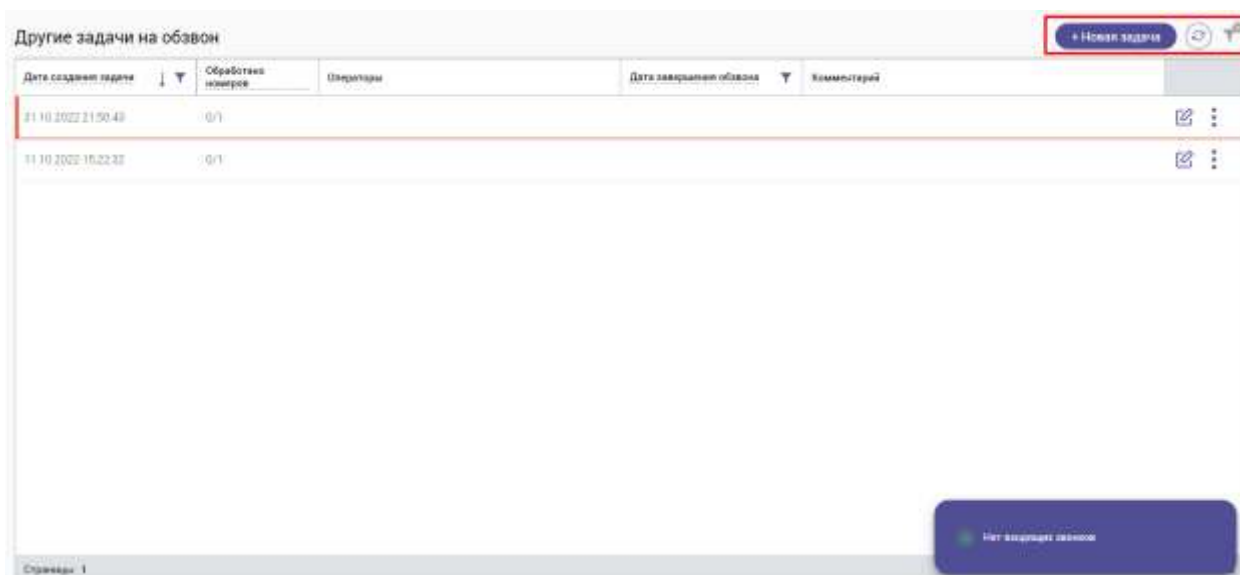 Другие задачи на обзвон
+ Новая задача
Дата создания задачи
Обработано
номеров
Операторы
Дата завершения обзвона
Комментарий
21.10.2022 21:50:43
0/1
11.10.2022 15:22:32
0/1
Нет входящих звонков
Страницы 1